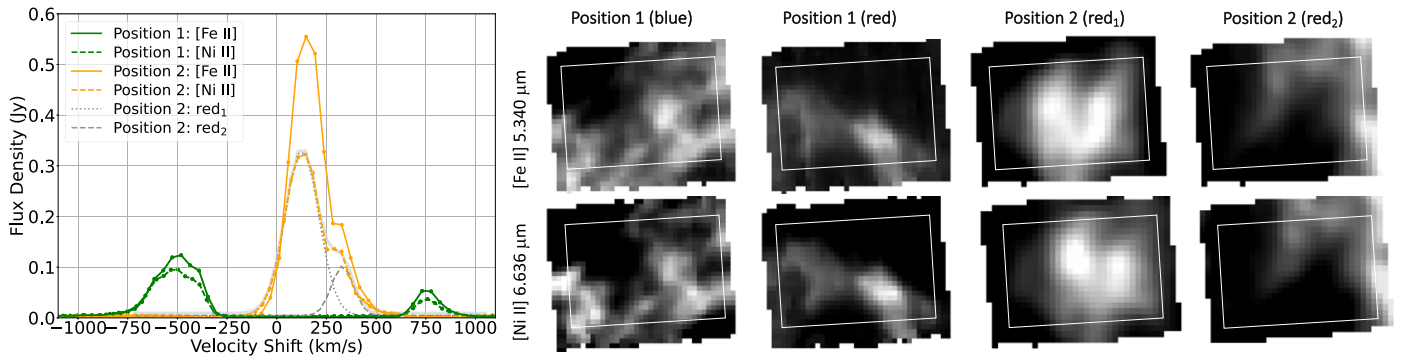 0.6
0.5
0.4
0.3
0.2
0.1
0.0
Flux Density (Jy)
Position 1: [Fe II]
Position 1: [Ni II]
Position 2: [Fe II]
Position 2: [Ni II]
Position 2: red₁
Position 2: red₂
−1000 −750 −500 −250 0 250 500 750 1000
Velocity Shift (km/s)
Position 1 (blue) Position 1 (red) Position 2 (red₁) Position 2 (red₂)
[Fe II] 5.340 μm
[Ni II] 6.636 μm